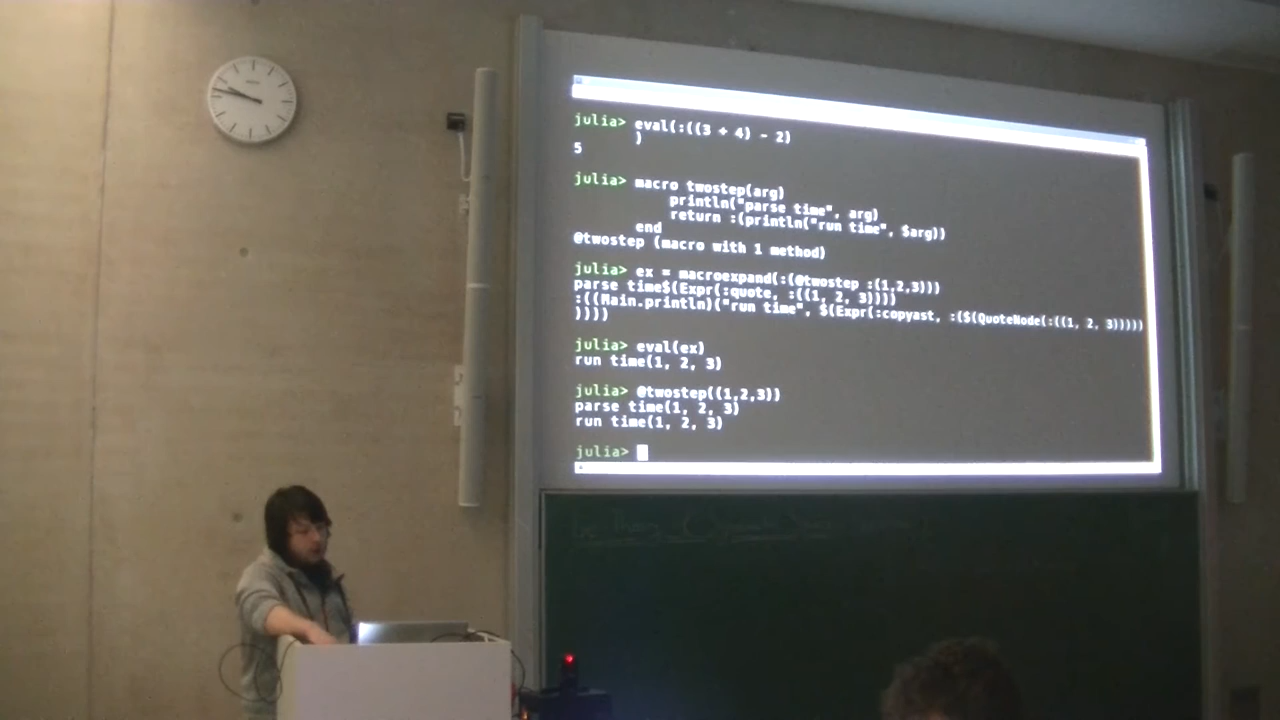 julia> eval(:((3 + 4) - 2)
)
5
julia> macro twostep(arg)
println("parse time", arg)
return :(println("run time", $arg))
end
@twostep (macro with 1 method)
julia> ex = macroexpand(:(@twostep :(1,2,3)))
parse time$(Expr(:quote, :((1, 2, 3))))
:((Main.println)("run time", $(Expr(:copyast, :($(QuoteNode(:((1, 2, 3)))))
))))
julia> eval(ex)
run time(1, 2, 3)
julia> @twostep((1,2,3))
parse time(1, 2, 3)
run time(1, 2, 3)
julia>